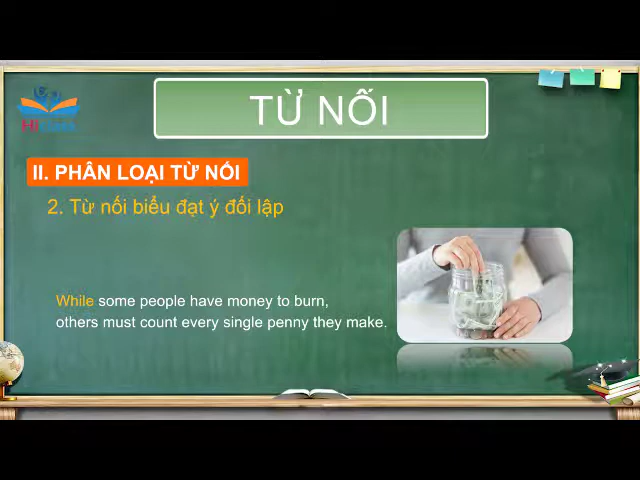 TỪ NỐI
II. PHÂN LOẠI TỪ NỐI
2. Từ nối biểu đạt ý đối lập
While some people have money to burn,
others must count every single penny they make.